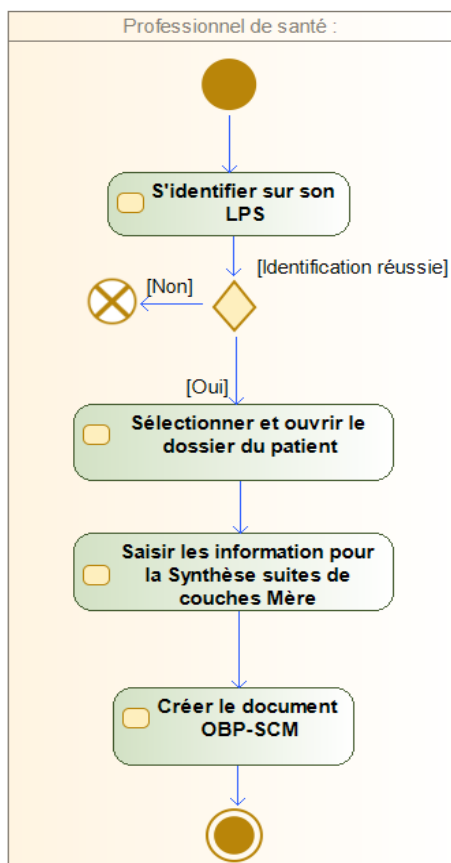 Professionnel de santé :
S'identifier sur son
LPS
[Identification réussie]
[Non]
[Oui]
Sélectionner et ouvrir le
dossier du patient
Saisir les information pour
la Synthèse suites de
couches Mère
Créer le document
OBP-SCM